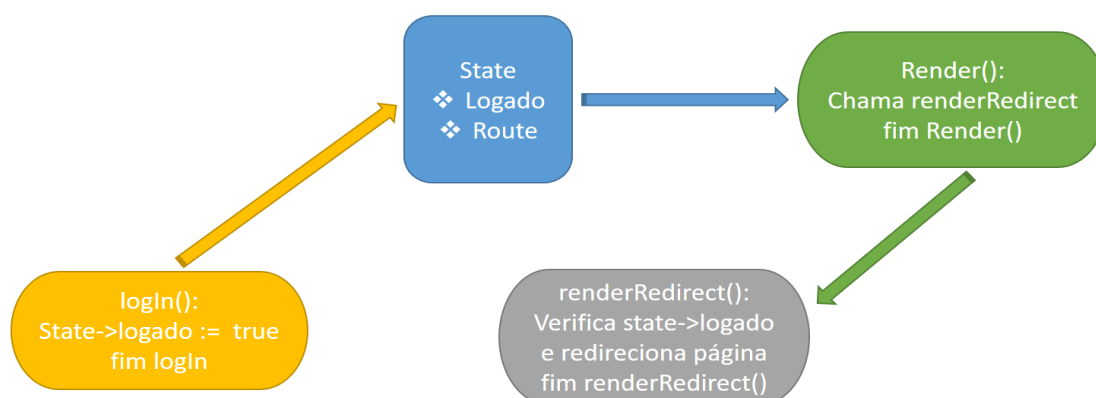 State
❖ Logado
❖ Route
Render():
Chama renderRedirect
fim Render()
logIn():
State->logado := true
fim logIn
renderRedirect():
Verifica state->logado
e redireciona página
fim renderRedirect()